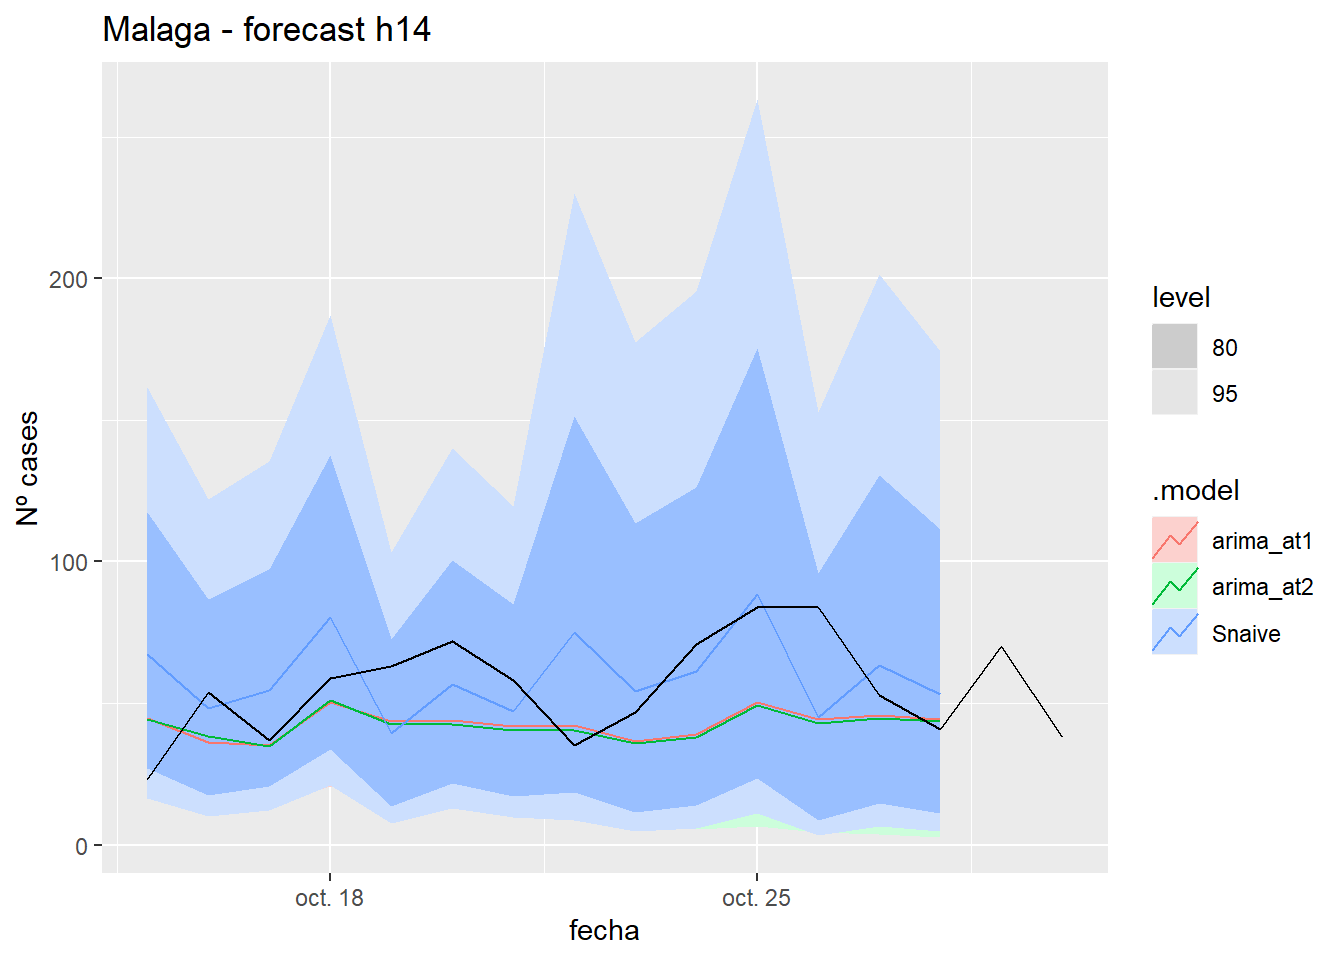 Malaga - forecast h14
Nº cases
200
100
0
oct. 18
oct. 25
fecha
level
80
95
.model
arima_at1
arima_at2
Snaive